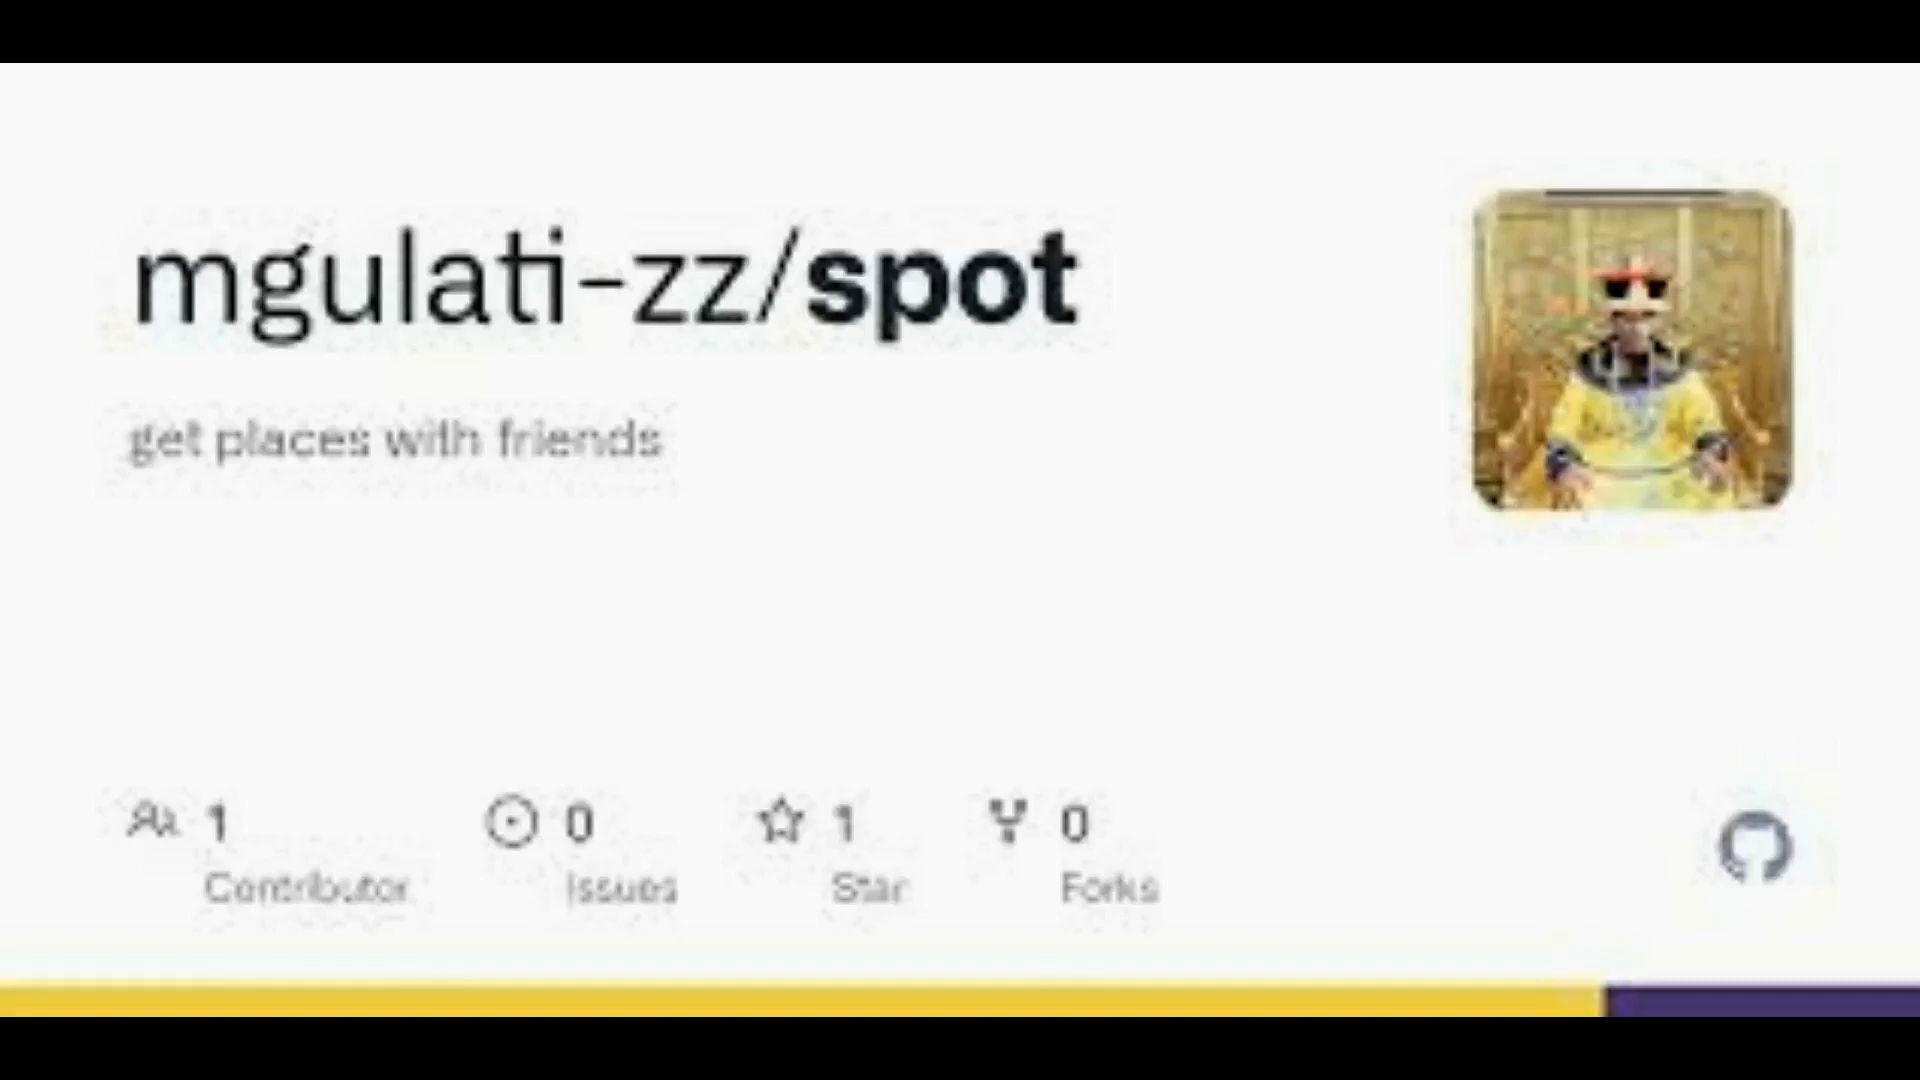 mgulati-zz/spot
get places with friends
1 0 1 0
Contributor Issues Star Forks